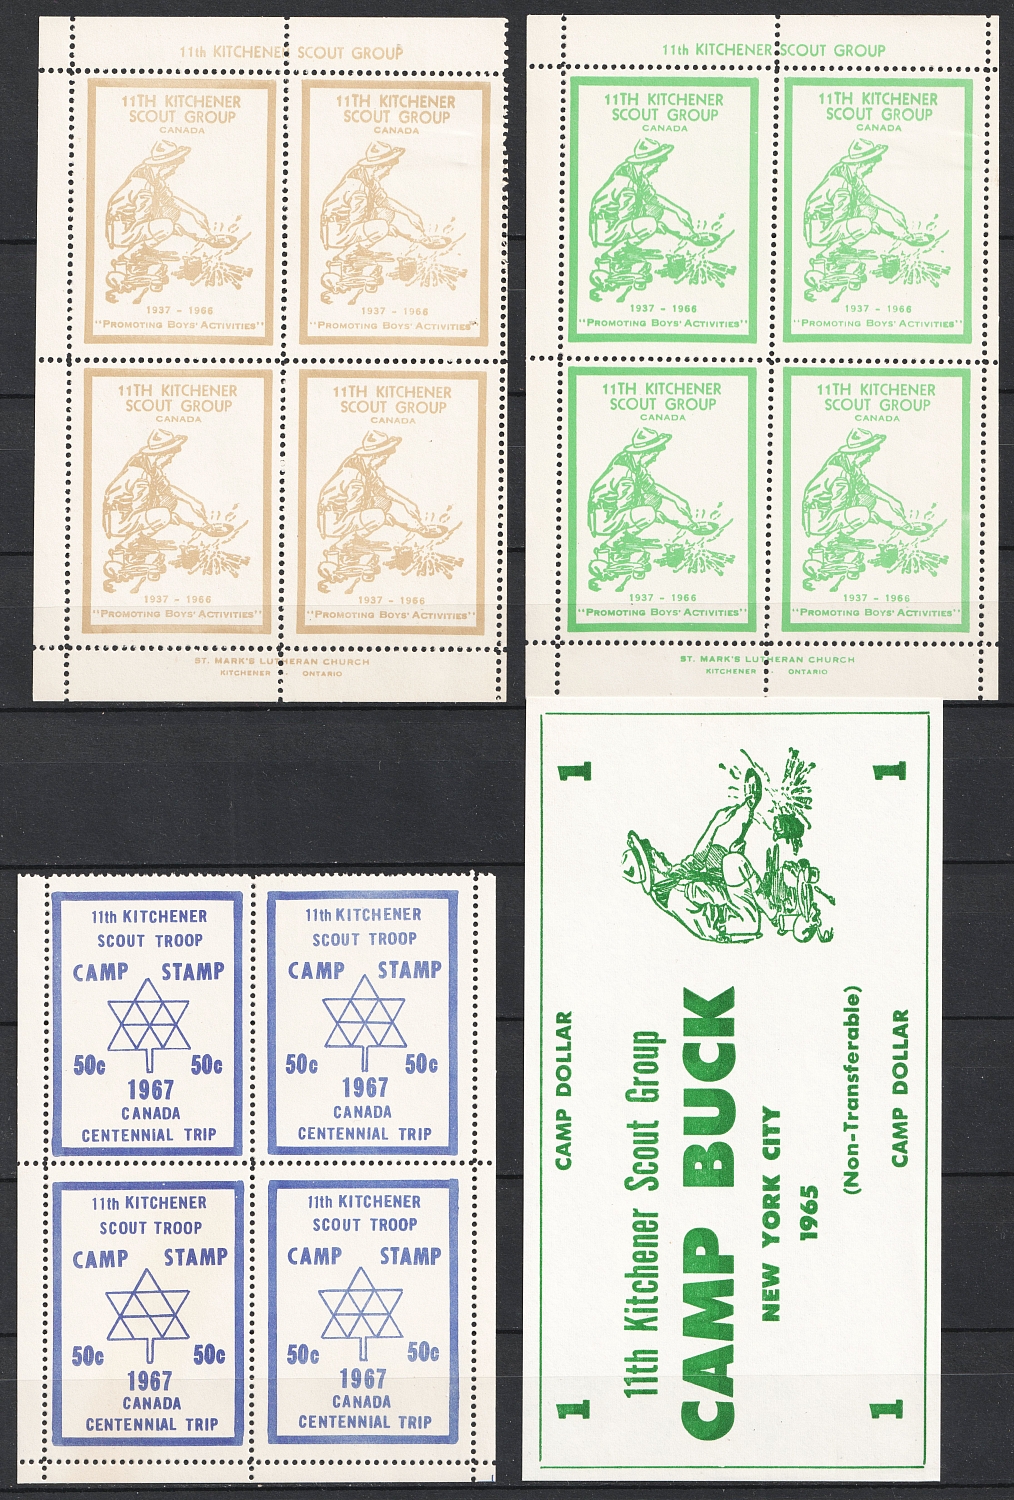 11th KITCHENER SCOUT GROUP
11TH KITCHENER
SCOUT GROUP
CANADA
1937 - 1966
"PROMOTING BOYS' ACTIVITIES"
11TH KITCHENER
SCOUT GROUP
CANADA
1937 - 1966
"PROMOTING BOYS' ACTIVITIES"
11TH KITCHENER
SCOUT GROUP
CANADA
1937 - 1966
"PROMOTING BOYS' ACTIVITIES"
11TH KITCHENER
SCOUT GROUP
CANADA
1937 - 1966
"PROMOTING BOYS' ACTIVITIES"
ST. MARK'S LUTHERAN CHURCH
KITCHENER - ONTARIO
11th KITCHENER SCOUT GROUP
11TH KITCHENER
SCOUT GROUP
CANADA
1937 - 1966
"PROMOTING BOYS' ACTIVITIES"
11TH KITCHENER
SCOUT GROUP
CANADA
1937 - 1966
"PROMOTING BOYS' ACTIVITIES"
11TH KITCHENER
SCOUT GROUP
CANADA
1937 - 1966
"PROMOTING BOYS' ACTIVITIES"
11TH KITCHENER
SCOUT GROUP
CANADA
1937 - 1966
"PROMOTING BOYS' ACTIVITIES"
ST. MARK'S LUTHERAN CHURCH
KITCHENER - ONTARIO
11th KITCHENER
SCOUT TROOP
CAMP STAMP
50c 50c
1967
CANADA
CENTENNIAL TRIP
11th KITCHENER
SCOUT TROOP
CAMP STAMP
50c 50c
1967
CANADA
CENTENNIAL TRIP
11th KITCHENER
SCOUT TROOP
CAMP STAMP
50c 50c
1967
CANADA
CENTENNIAL TRIP
11th KITCHENER
SCOUT TROOP
CAMP STAMP
50c 50c
1967
CANADA
CENTENNIAL TRIP
1 CAMP DOLLAR 1
11th Kitchener Scout Group
CAMP BUCK
NEW YORK CITY
1965
(Non-Transferable)
1 CAMP DOLLAR 1